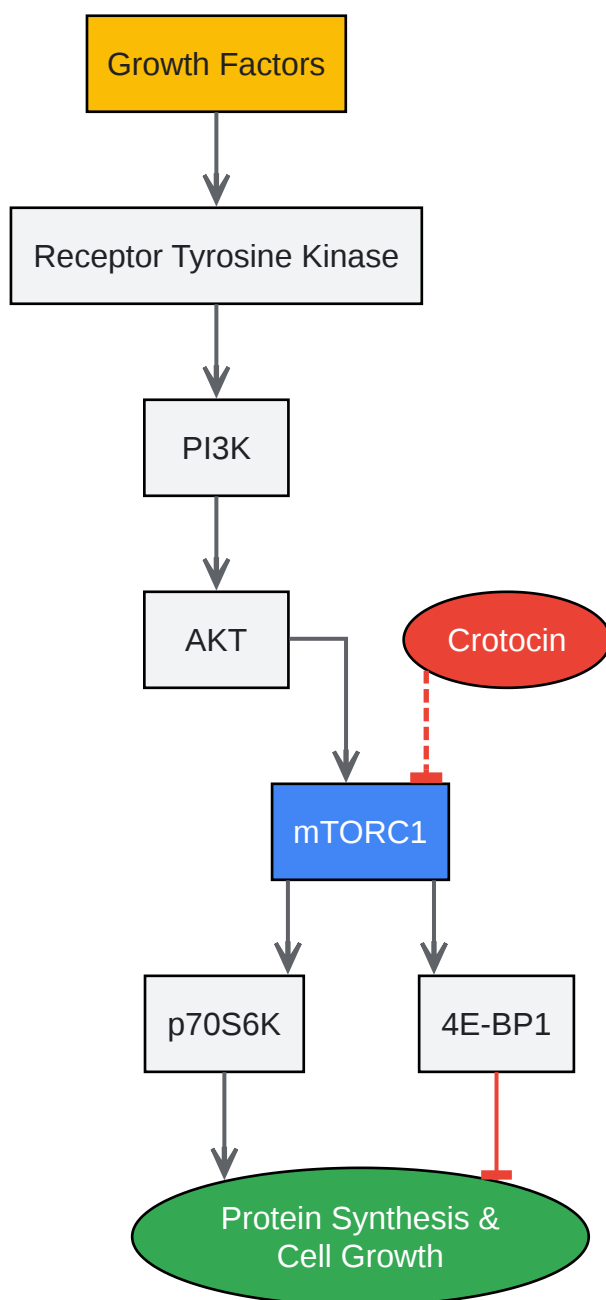 Growth Factors
Receptor Tyrosine Kinase
PI3K
AKT
Crotocin
mTORC1
p70S6K
4E-BP1
Protein Synthesis &
Cell Growth